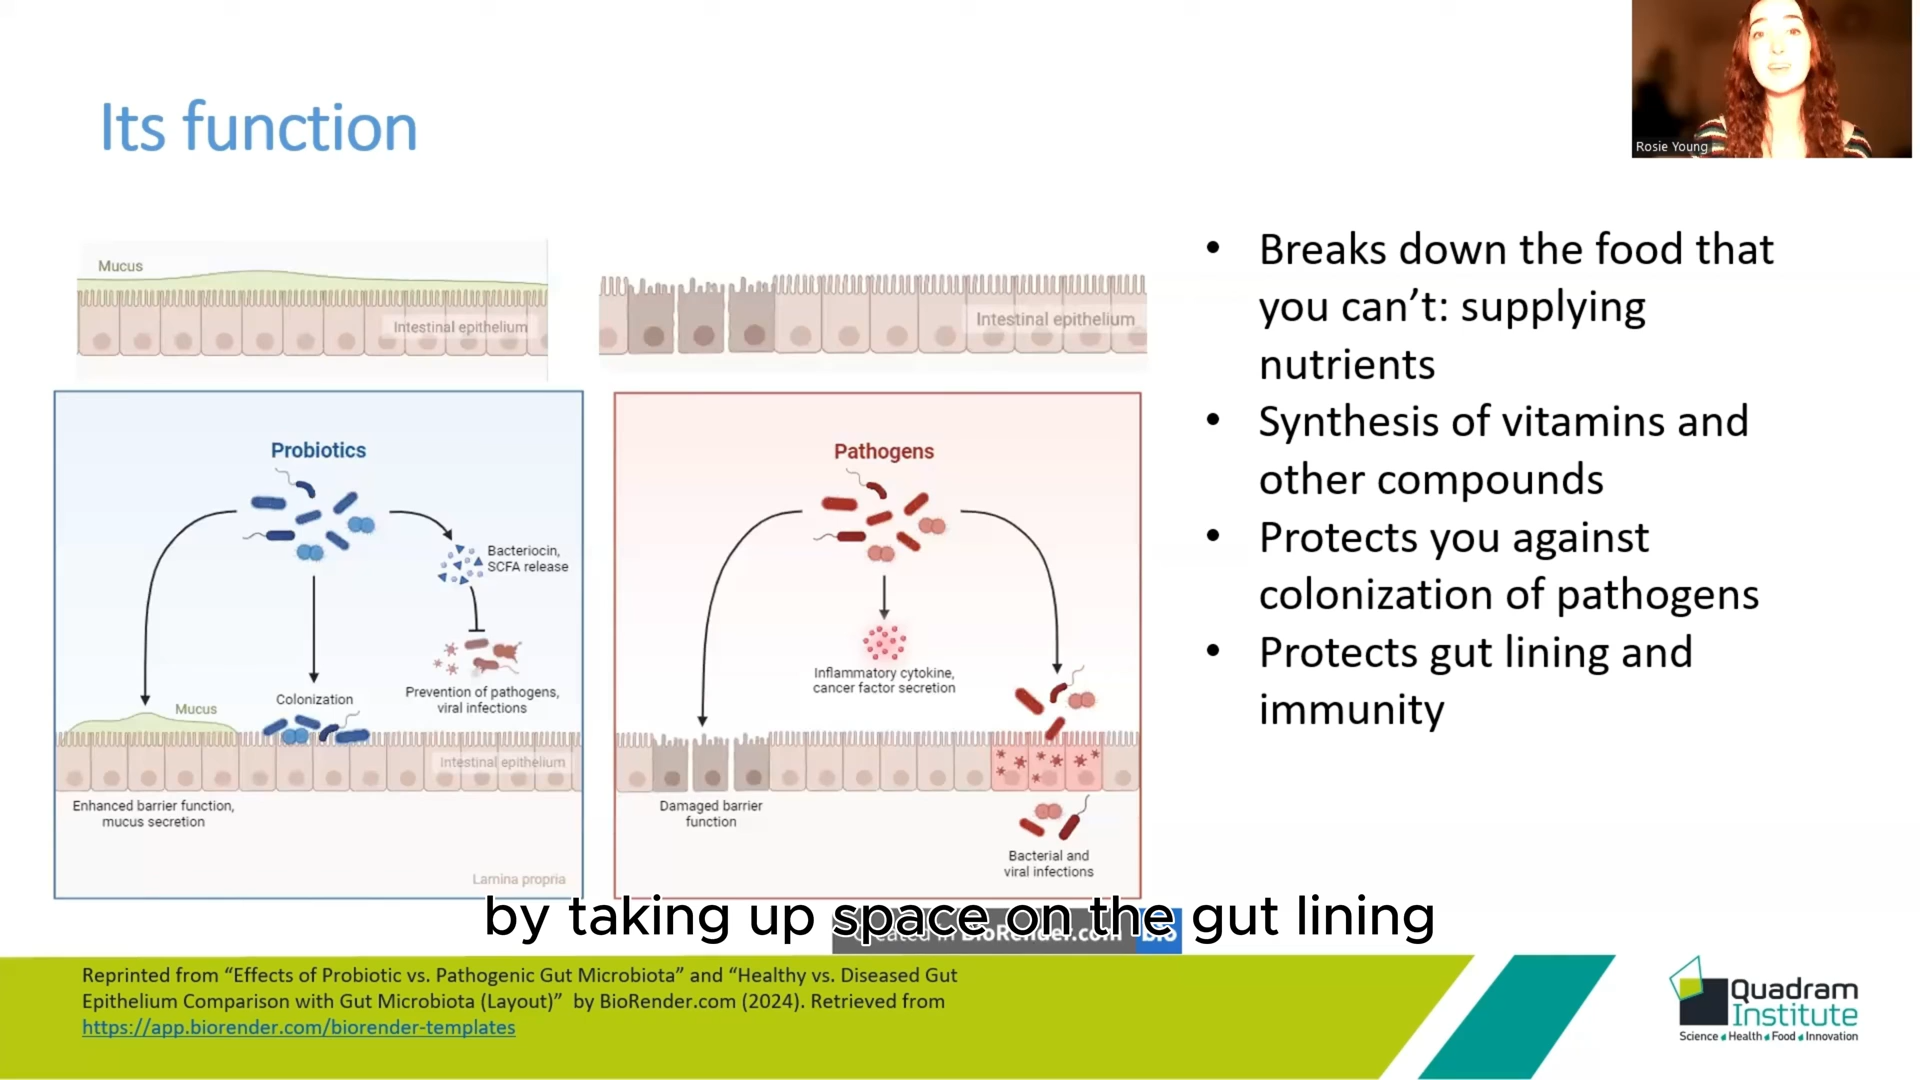 Rosie Young
Its function
Mucus
Intestinal epithelium
Intestinal epithelium
Probiotics
Bacteriocin,
SCFA release
Colonization
Prevention of pathogens,
viral infections
Mucus
Intestinal epithelium
Enhanced barrier function,
mucus secretion
Lamina propria
Pathogens
Inflammatory cytokine,
cancer factor secretion
Damaged barrier
function
Bacterial and
viral infections
• Breaks down the food that
you can’t: supplying
nutrients
• Synthesis of vitamins and
other compounds
• Protects you against
colonization of pathogens
• Protects gut lining and
immunity
by taking up space on the gut lining
Created in BioRender.com bio
Reprinted from “Effects of Probiotic vs. Pathogenic Gut Microbiota” and “Healthy vs. Diseased Gut
Epithelium Comparison with Gut Microbiota (Layout)” by BioRender.com (2024). Retrieved from
https://app.biorender.com/biorender-templates
Quadram
Institute
Science Health Food Innovation